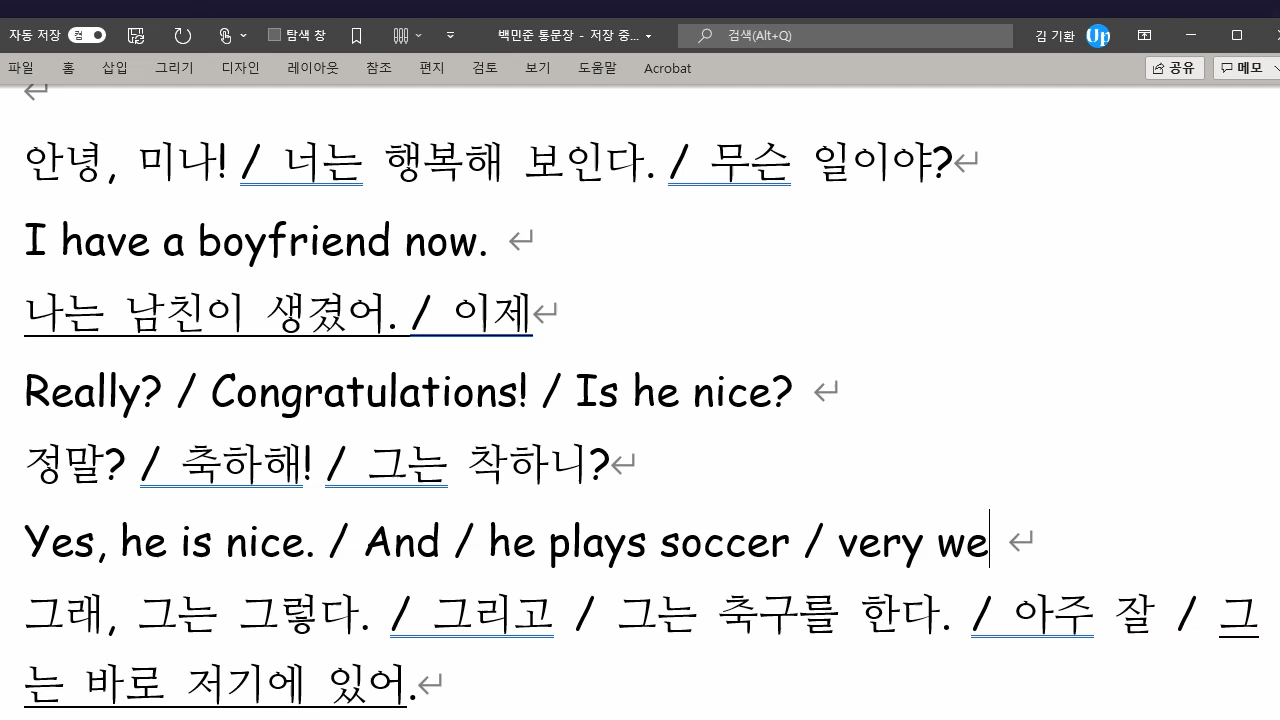 자동 저장 컴 탐색 창 백민준 통문장 - 저장 중... 검색(Alt+Q) 김 기환 Up
파일 홈 삽입 그리기 디자인 레이아웃 참조 편지 검토 보기 도움말 Acrobat 공유 메모
안녕, 미나! / 너는 행복해 보인다. / 무슨 일이야?
I have a boyfriend now.
나는 남친이 생겼어. / 이제
Really? / Congratulations! / Is he nice?
정말? / 축하해! / 그는 착하니?
Yes, he is nice. / And / he plays soccer / very we
그래, 그는 그렇다. / 그리고 / 그는 축구를 한다. / 아주 잘 / 그
는 바로 저기에 있어.